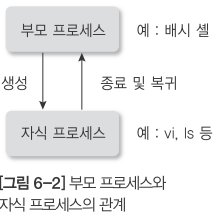 부모 프로세스 예 : 배시 셸
생성 종료 및 복귀
자식 프로세스 예 : vi, ls 등
[그림 6-2] 부모 프로세스와
자식 프로세스의 관계